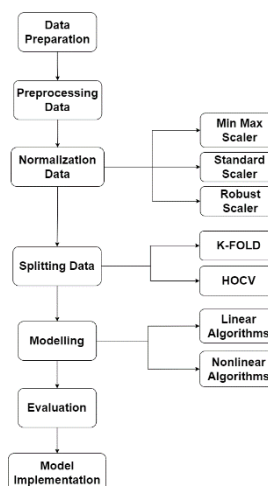 Data
Preparation
Preprocessing
Data
Normalization
Data
Min Max
Scaler
Standard
Scaler
Robust
Scaler
Splitting Data
K-FOLD
HOCV
Modelling
Linear
Algorithms
Nonlinear
Algorithms
Evaluation
Model
Implementation